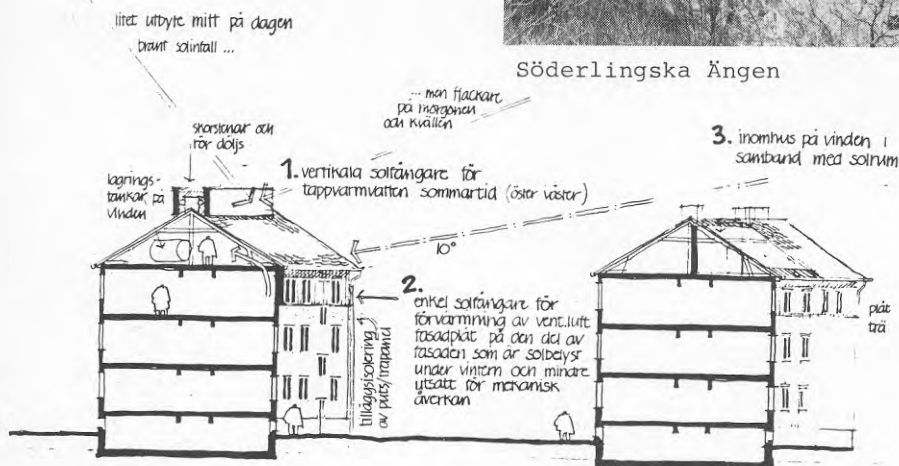 litet utbyte mitt på dagen
brant solinfall ...
Söderlingska Ängen
... men flackare
på morgonen
och kvällen
skorstenar och
rör döljs
lagrings-
tankar på
vinden
1. vertikala solfångare för
tappvarmvatten sommartid (öster väster)
3. inomhus på vinden i
samband med solrum
10°
2.
enkel solfångare för
förvärmning av vent.luft
fasadplåt på den del av
fasaden som är solbelyst
under vintern och mindre
utsatt för mekanisk
åverkan
tilläggsisolering
av puts/träpanel
plåt
trä